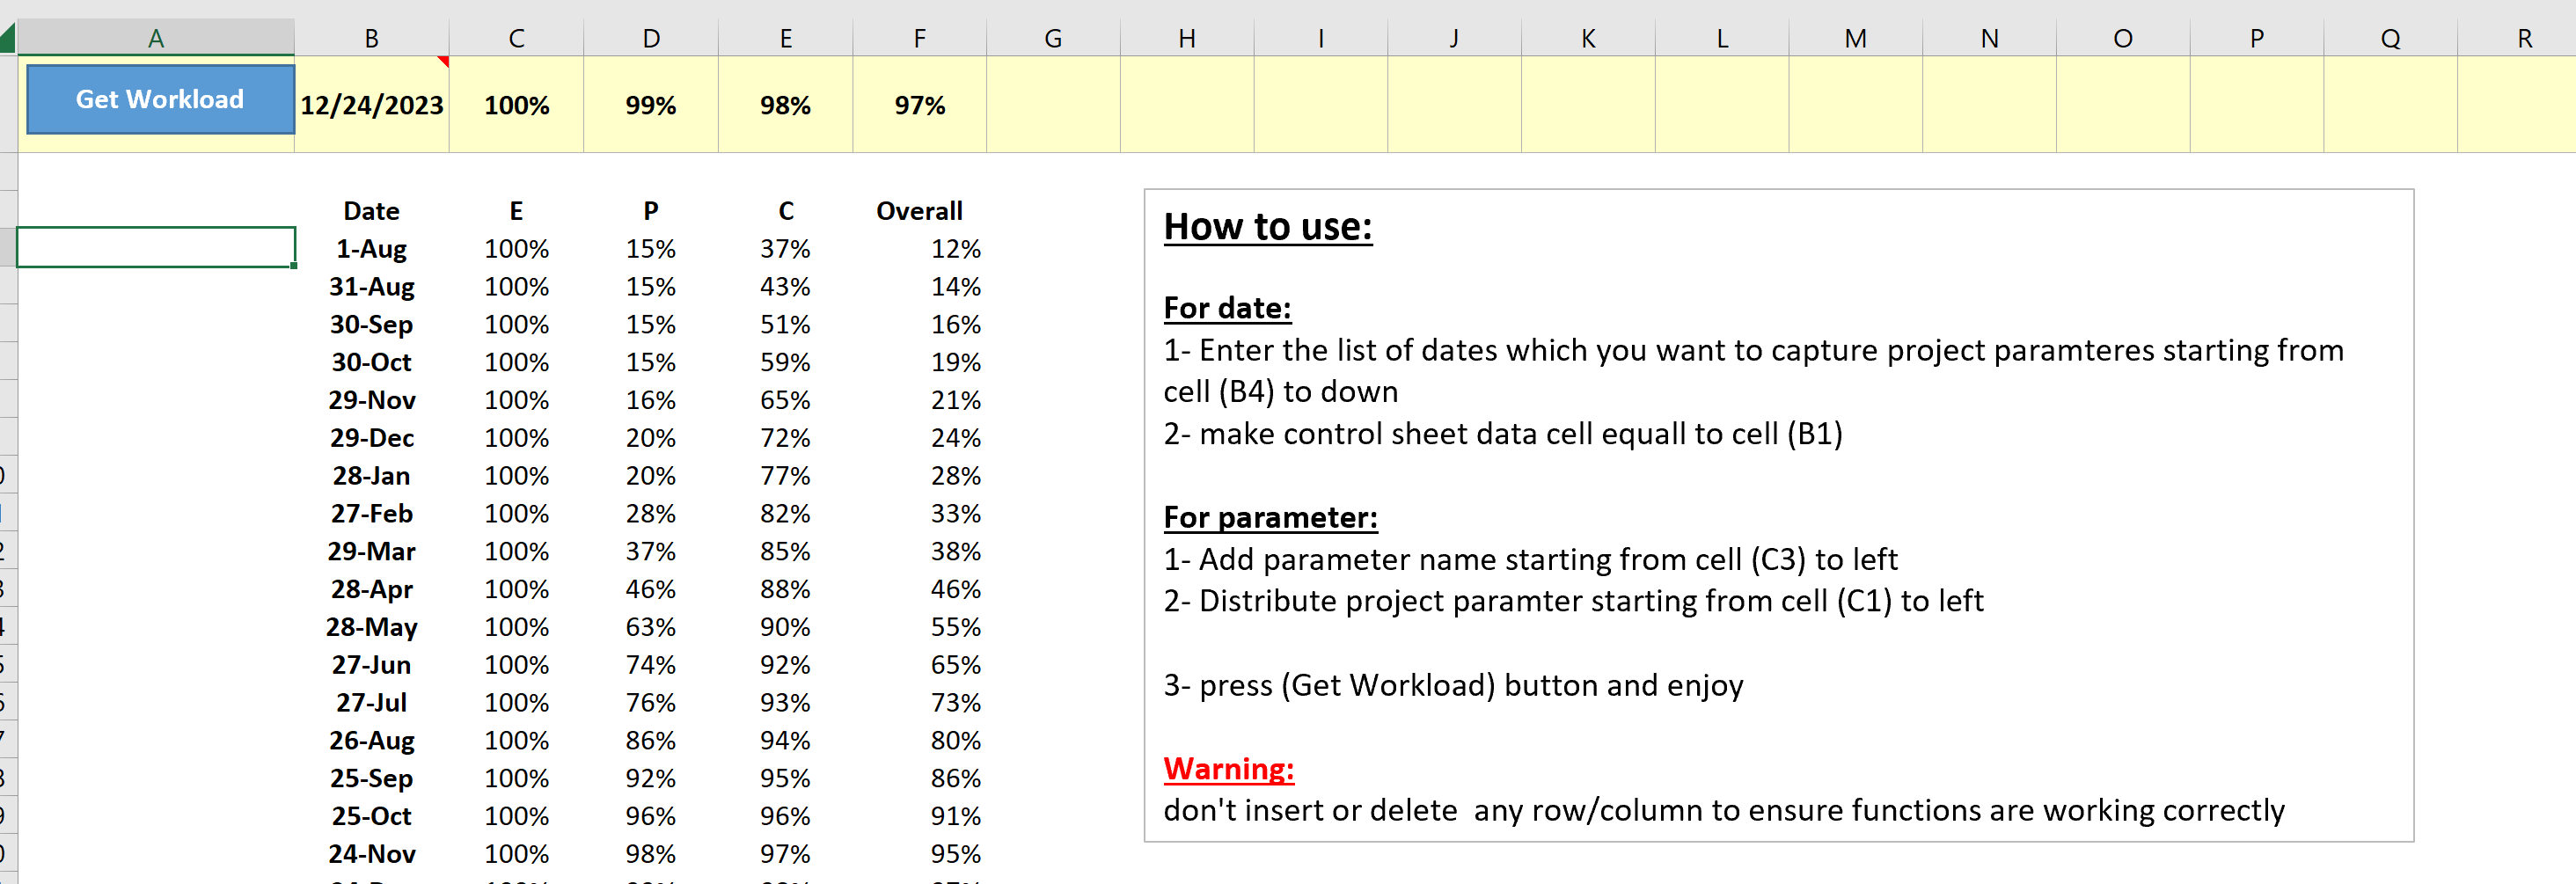 A B C D E F G H I J K L M N O P Q R
Get Workload 12/24/2023 100% 99% 98% 97%
Date E P C Overall
1-Aug 100% 15% 37% 12%
31-Aug 100% 15% 43% 14%
30-Sep 100% 15% 51% 16%
30-Oct 100% 15% 59% 19%
29-Nov 100% 16% 65% 21%
29-Dec 100% 20% 72% 24%
28-Jan 100% 20% 77% 28%
27-Feb 100% 28% 82% 33%
29-Mar 100% 37% 85% 38%
28-Apr 100% 46% 88% 46%
28-May 100% 63% 90% 55%
27-Jun 100% 74% 92% 65%
27-Jul 100% 76% 93% 73%
26-Aug 100% 86% 94% 80%
25-Sep 100% 92% 95% 86%
25-Oct 100% 96% 96% 91%
24-Nov 100% 98% 97% 95%
How to use:
For date:
1- Enter the list of dates which you want to capture project paramteres starting from
cell (B4) to down
2- make control sheet data cell equall to cell (B1)
For parameter:
1- Add parameter name starting from cell (C3) to left
2- Distribute project paramter starting from cell (C1) to left
3- press (Get Workload) button and enjoy
Warning:
don't insert or delete  any row/column to ensure functions are working correctly